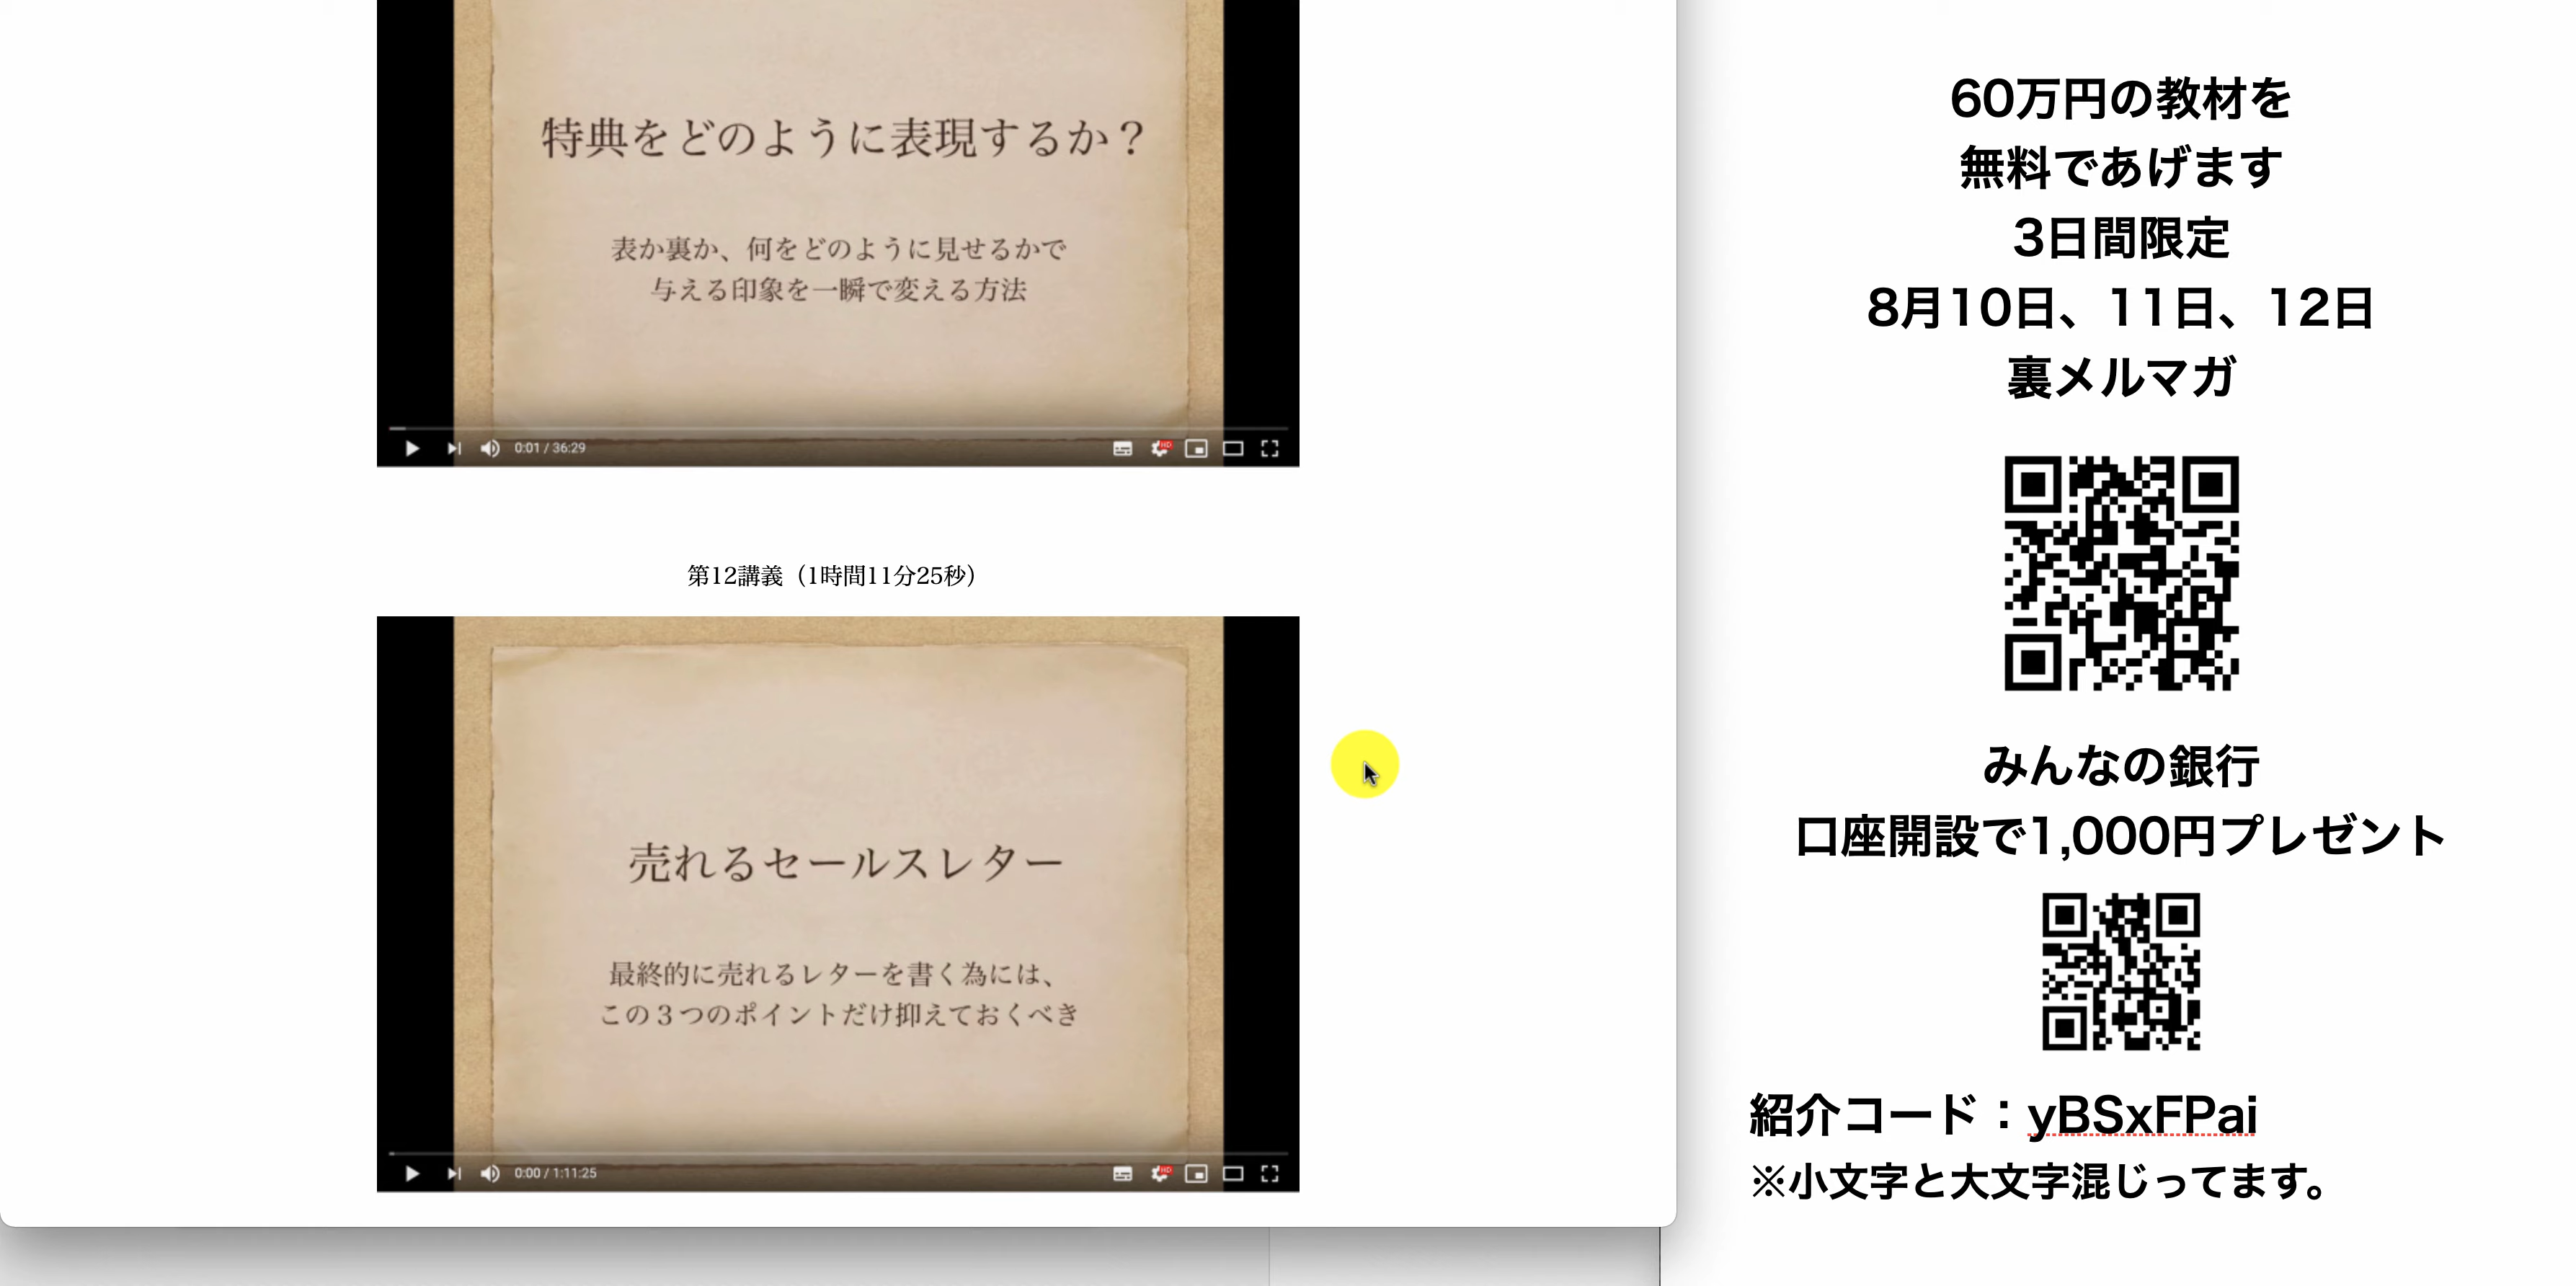 特典をどのように表現するか？
表か裏か、何をどのように見せるかで
与える印象を一瞬で変える方法
0:01 / 36:29
HD
第12講義（1時間11分25秒）
売れるセールスレター
最終的に売れるレターを書く為には、
この３つのポイントだけ抑えておくべき
0:00 / 1:11:25
HD
60万円の教材を
無料であげます
3日間限定
8月10日、11日、12日
裏メルマガ
みんなの銀行
口座開設で1,000円プレゼント
紹介コード：yBSxFPai
※小文字と大文字混じってます。